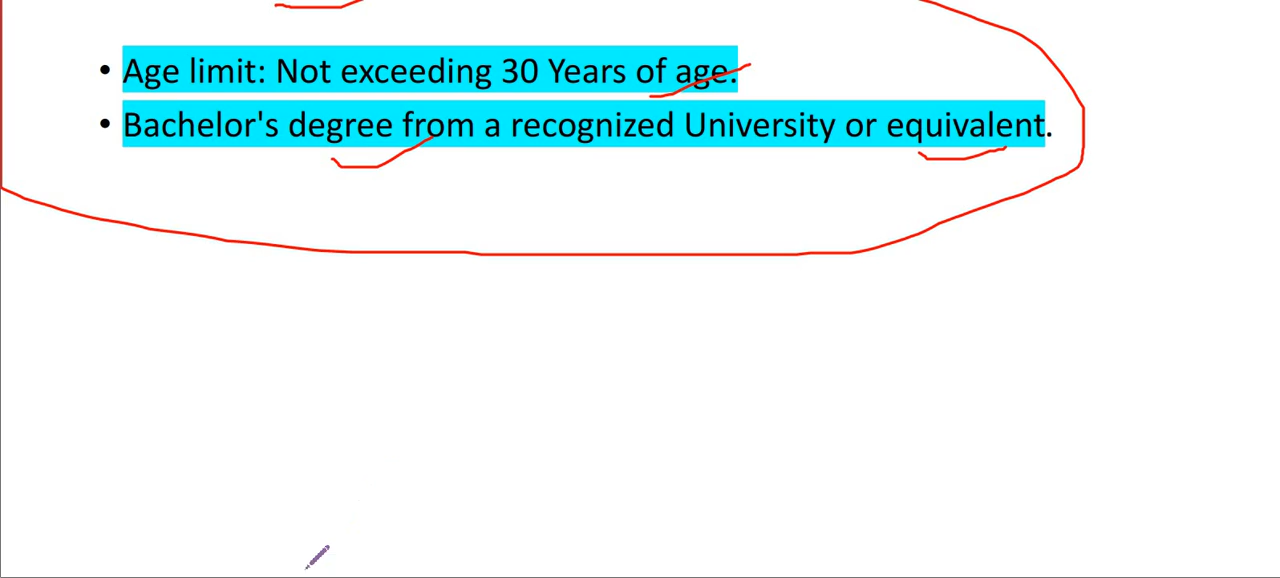 • Age limit: Not exceeding 30 Years of age.
• Bachelor's degree from a recognized University or equivalent.